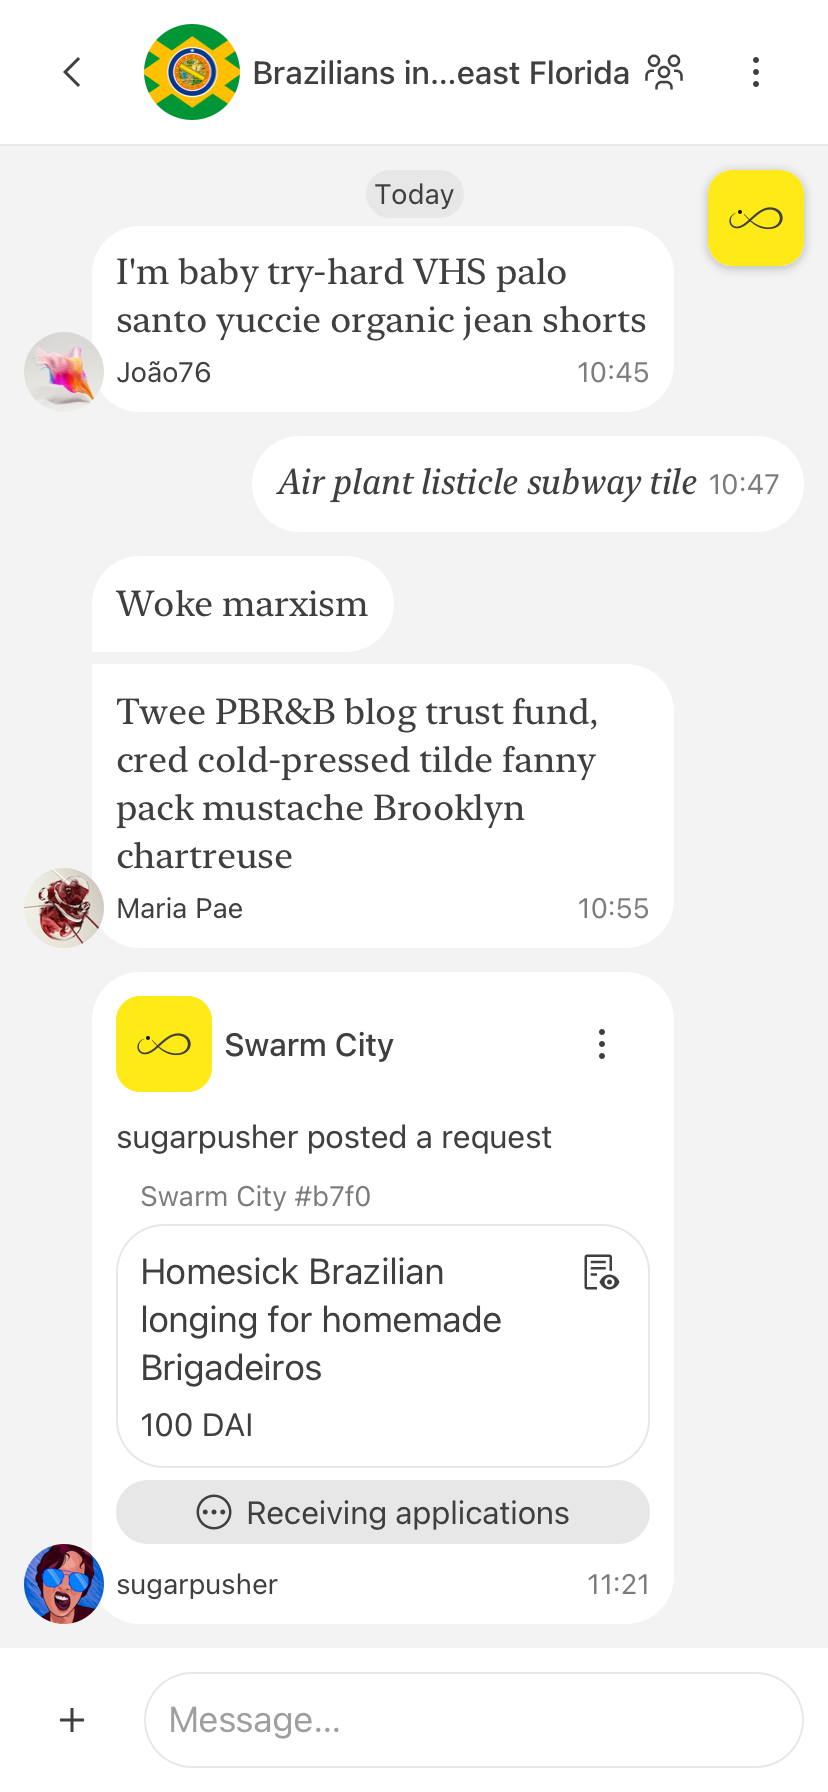 Brazilians in...east Florida
Today
I'm baby try-hard VHS palo
santo yuccie organic jean shorts
João76 10:45
Air plant listicle subway tile 10:47
Woke marxism
Twee PBR&B blog trust fund,
cred cold-pressed tilde fanny
pack mustache Brooklyn
chartreuse
Maria Pae 10:55
Swarm City
sugarpusher posted a request
Swarm City #b7f0
Homesick Brazilian
longing for homemade
Brigadeiros
100 DAI
Receiving applications
sugarpusher 11:21
Message...